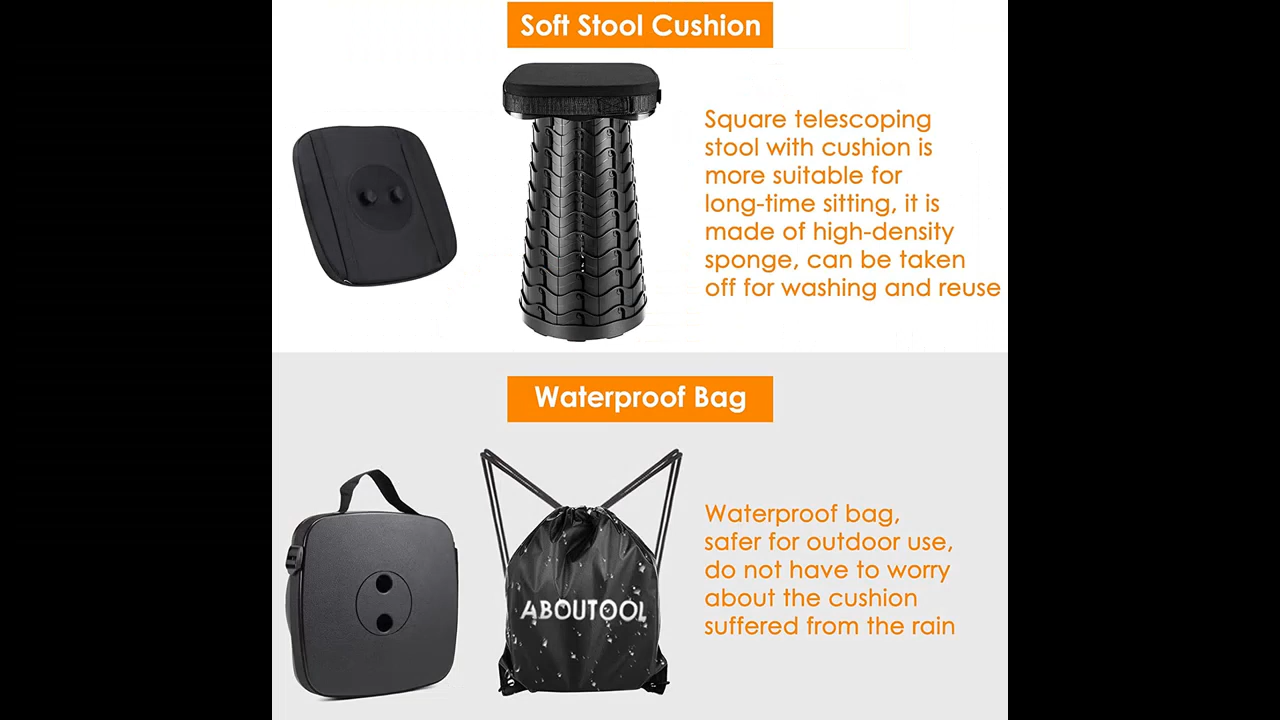 Soft Stool Cushion
Square telescoping
stool with cushion is
more suitable for
long-time sitting, it is
made of high-density
sponge, can be taken
off for washing and reuse
Waterproof Bag
ABOUTOOL
Waterproof bag,
safer for outdoor use,
do not have to worry
about the cushion
suffered from the rain